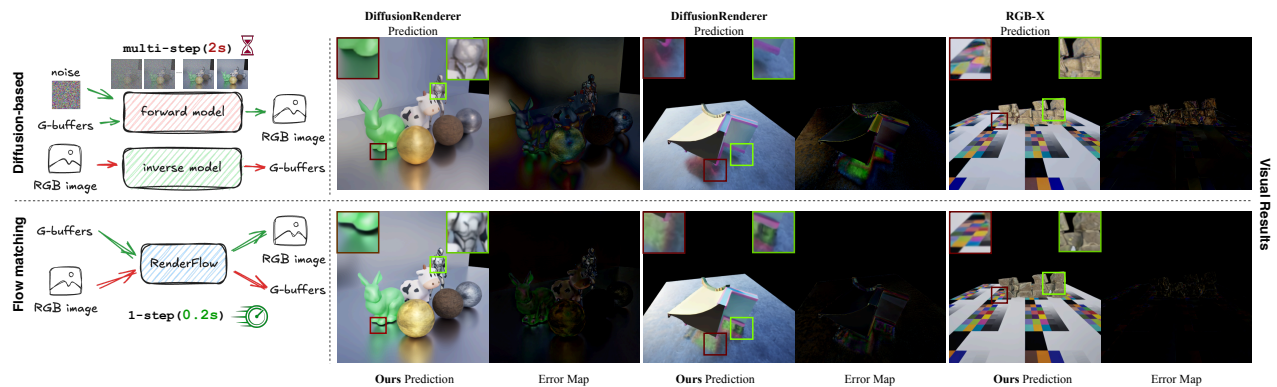 DiffusionRenderer
Prediction
DiffusionRenderer
Prediction
RGB-X
Prediction
Diffusion-based
multi-step(2s)
noise
forward model
G-buffers
RGB image
inverse model
RGB image
G-buffers
Flow matching
G-buffers
RenderFlow
RGB image
RGB image
G-buffers
1-step(0.2s)
Visual Results
Ours Prediction
Error Map
Ours Prediction
Error Map
Ours Prediction
Error Map